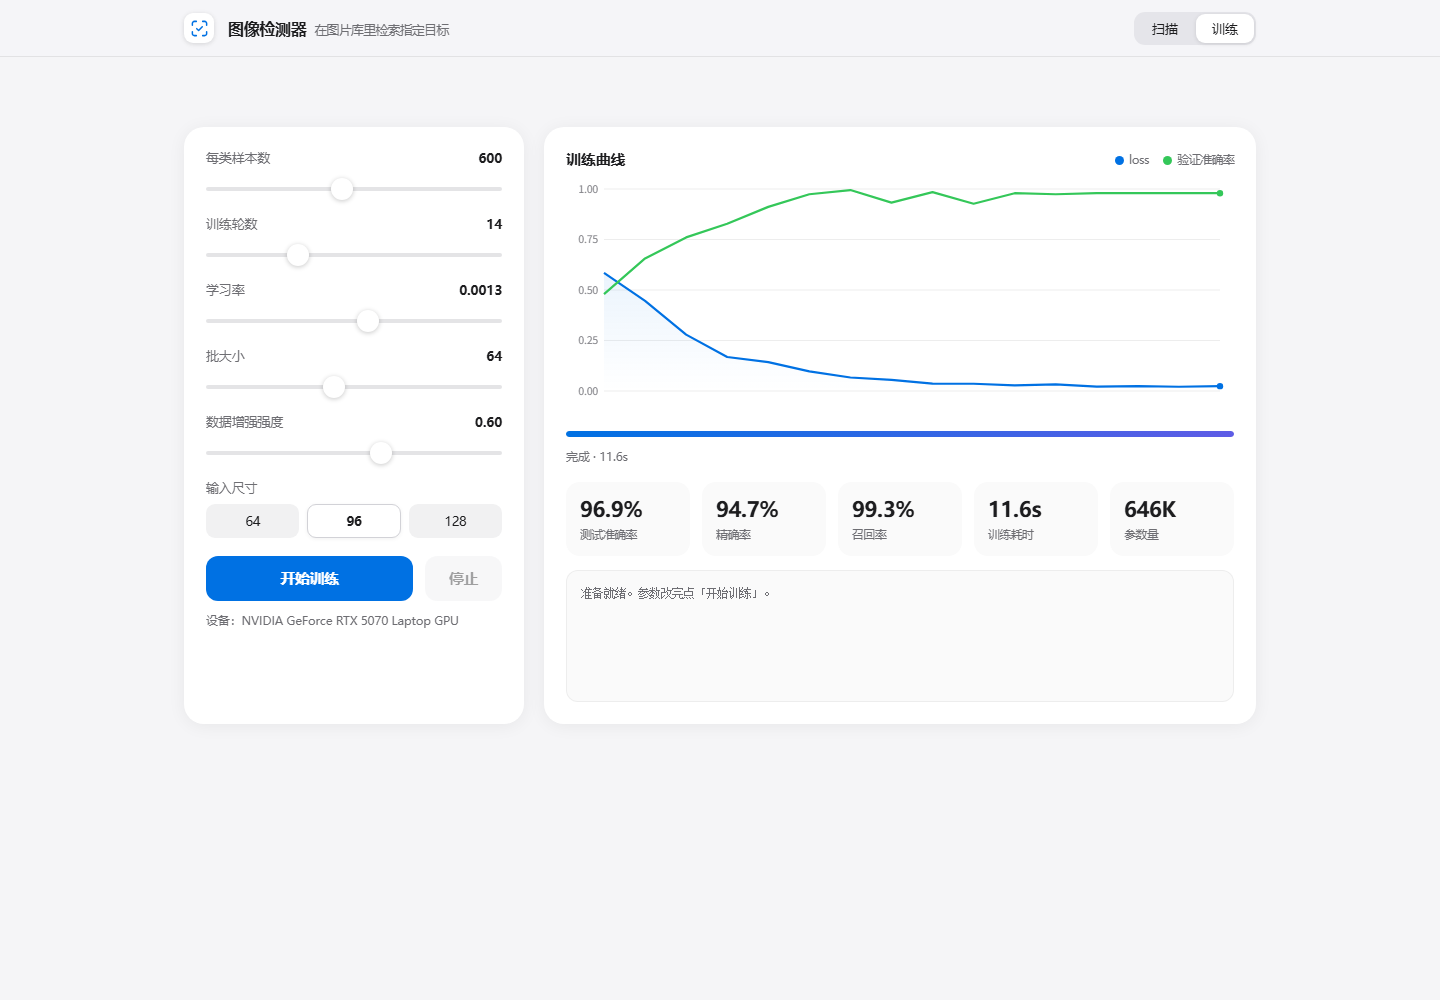 图像检测器 在图片库里检索指定目标
扫描 训练
每类样本数 600
训练轮数 14
学习率 0.0013
批大小 64
数据增强强度 0.60
输入尺寸
64 96 128
开始训练 停止
设备：NVIDIA GeForce RTX 5070 Laptop GPU
训练曲线 loss 验证准确率
1.00
0.75
0.50
0.25
0.00
完成 · 11.6s
96.9% 94.7% 99.3% 11.6s 646K
测试准确率 精确率 召回率 训练耗时 参数量
准备就绪。参数改完点「开始训练」。